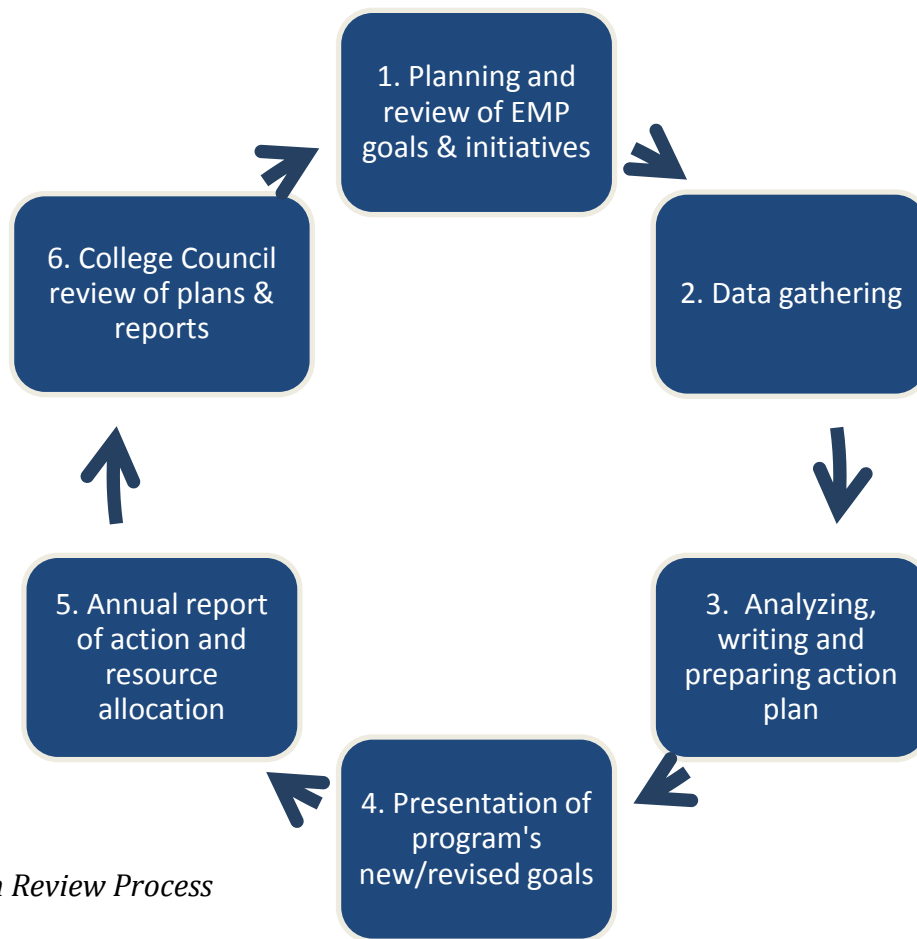 1. Planning and
review of EMP
goals & initiatives
2. Data gathering
3. Analyzing,
writing and
preparing action
plan
4. Presentation of
program's
new/revised goals
5. Annual report
of action and
resource
allocation
6. College Council
review of plans &
reports
Review Process